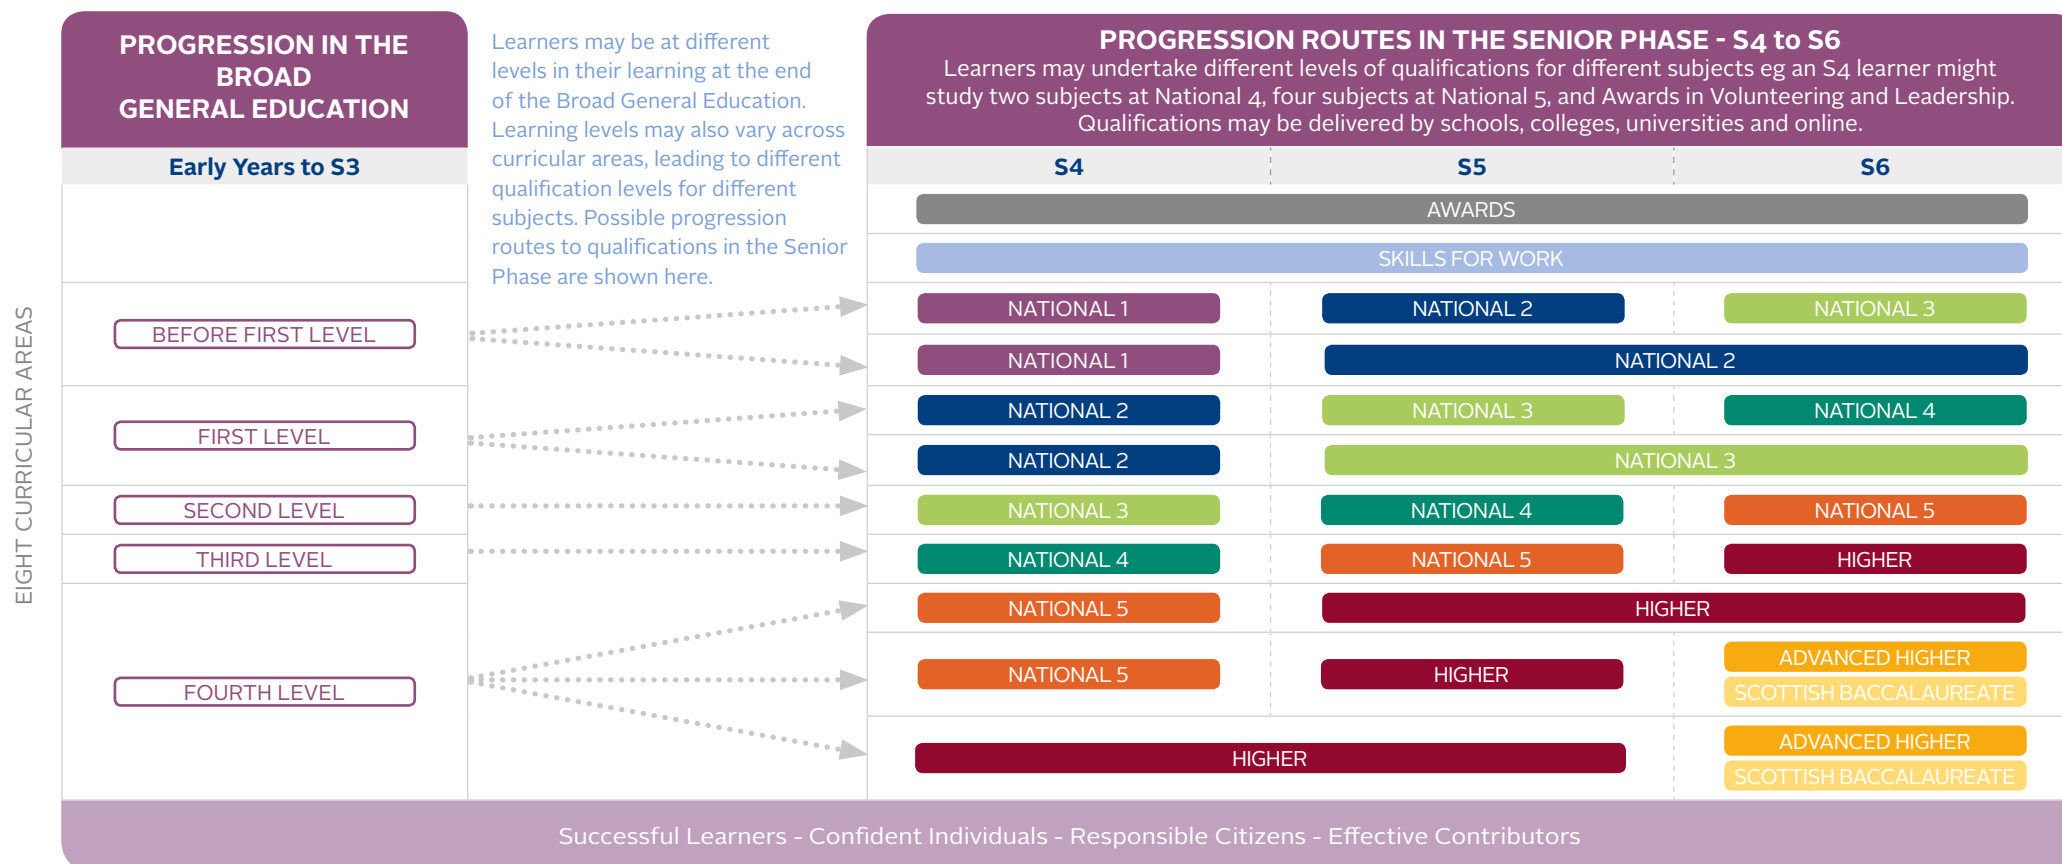 PROGRESSION IN THE
BROAD
GENERAL EDUCATION
Early Years to S3
Learners may be at different
levels in their learning at the end
of the Broad General Education.
Learning levels may also vary across
curricular areas, leading to different
qualification levels for different
subjects. Possible progression
routes to qualifications in the Senior
Phase are shown here.
PROGRESSION ROUTES IN THE SENIOR PHASE - S4 to S6
Learners may undertake different levels of qualifications for different subjects eg an S4 learner might
study two subjects at National 4, four subjects at National 5, and Awards in Volunteering and Leadership.
Qualifications may be delivered by schools, colleges, universities and online.
S4 S5 S6
AWARDS
SKILLS FOR WORK
EIGHT CURRICULAR AREAS
BEFORE FIRST LEVEL
NATIONAL 1 NATIONAL 2 NATIONAL 3
NATIONAL 1 NATIONAL 2
FIRST LEVEL
NATIONAL 2 NATIONAL 3 NATIONAL 4
NATIONAL 2 NATIONAL 3
SECOND LEVEL
NATIONAL 3 NATIONAL 4 NATIONAL 5
THIRD LEVEL
NATIONAL 4 NATIONAL 5 HIGHER
FOURTH LEVEL
NATIONAL 5 HIGHER
NATIONAL 5 HIGHER
ADVANCED HIGHER
SCOTTISH BACCALAUREATE
HIGHER
ADVANCED HIGHER
SCOTTISH BACCALAUREATE
Successful Learners - Confident Individuals - Responsible Citizens - Effective Contributors